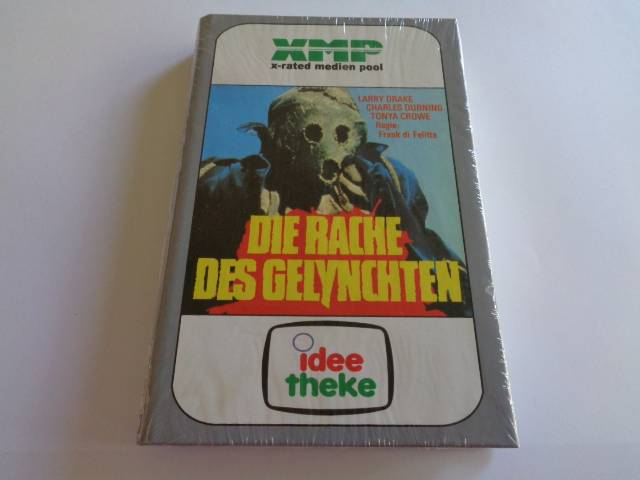 XMP
x-rated medien pool
LARRY DRAKE
CHARLES DURNING
TONYA CROWE
Regie:
Frank di Felitta
DIE RACHE
DES GELYNCHTEN
idee
theke